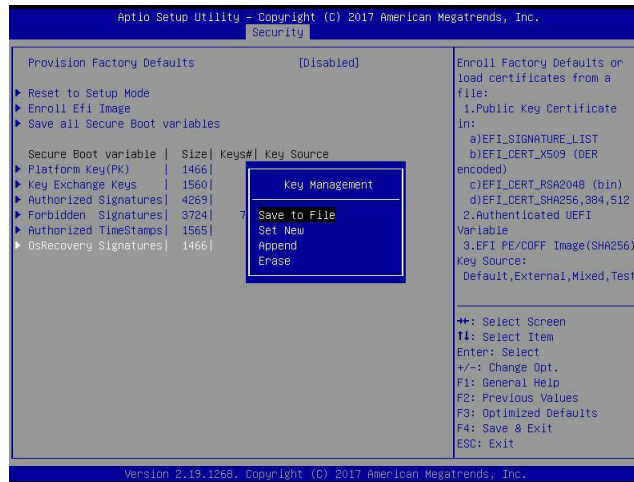 Aptio Setup Utility – Copyright (C) 2017 American Megatrends, Inc.
Security
Provision Factory Defaults [Disabled]
Reset to Setup Mode
Enroll Efi Image
Save all Secure Boot variables
Secure Boot variable | Size| Keys#| Key Source
Platform Key(PK) | 1466|
Key Exchange Keys | 1560|
Authorized Signatures| 4269|
Forbidden Signatures| 3724| 7
Authorized TimeStamps| 1565|
OsRecovery Signatures| 1466|
Key Management
Save to File
Set New
Append
Erase
Enroll Factory Defaults or
load certificates from a
file:
1.Public Key Certificate
in:
a)EFI_SIGNATURE_LIST
b)EFI_CERT_X509 (DER
encoded)
c)EFI_CERT_RSA2048 (bin)
d)EFI_CERT_SHA256,384,512
2.Authenticated UEFI
Variable
3.EFI PE/COFF Image(SHA256)
Key Source:
Default,External,Mixed,Test
→←: Select Screen
↑↓: Select Item
Enter: Select
+/-: Change Opt.
F1: General Help
F2: Previous Values
F3: Optimized Defaults
F4: Save & Exit
ESC: Exit
Version 2.19.1268. Copyright (C) 2017 American Megatrends, Inc.